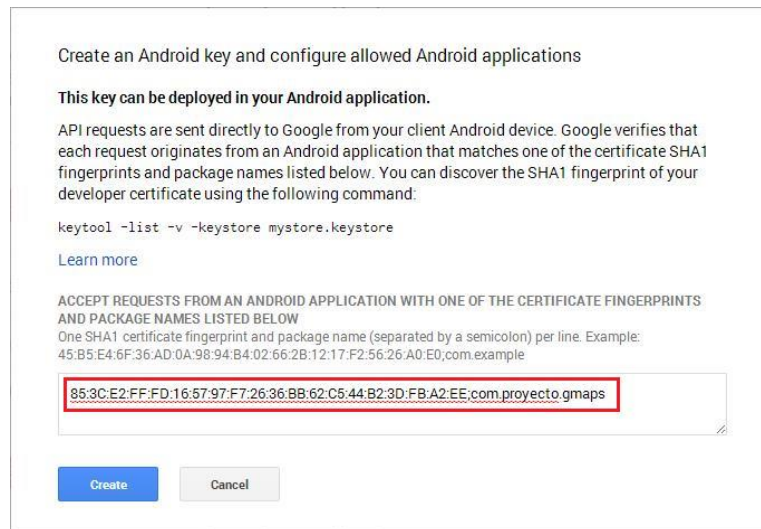 Create an Android key and configure allowed Android applications
This key can be deployed in your Android application.
API requests are sent directly to Google from your client Android device. Google verifies that
each request originates from an Android application that matches one of the certificate SHA1
fingerprints and package names listed below. You can discover the SHA1 fingerprint of your
developer certificate using the following command:
keytool -list -v -keystore mystore.keystore
Learn more
ACCEPT REQUESTS FROM AN ANDROID APPLICATION WITH ONE OF THE CERTIFICATE FINGERPRINTS
AND PACKAGE NAMES LISTED BELOW
One SHA1 certificate fingerprint and package name (separated by a semicolon) per line. Example:
45:B5:E4:6F:36:AD:0A:98:94:B4:02:66:2B:12:17:F2:56:26:A0:E0;com.example
85:3C:E2:FF:FD:16:57:97:F7:26:36:BB:62:C5:44:B2:3D:FB:A2:EE;com.proyecto.gmaps
Create
Cancel